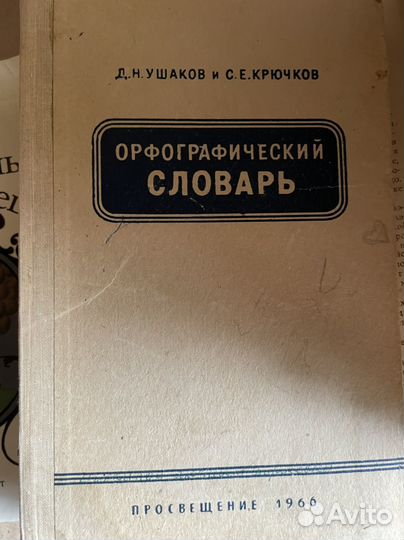 Д.Н.УШАКОВ и С.Е.КРЮЧКОВ
ОРФОГРАФИЧЕСКИЙ
СЛОВАРЬ
ПРОСВЕЩЕНИЕ 1966
Avito